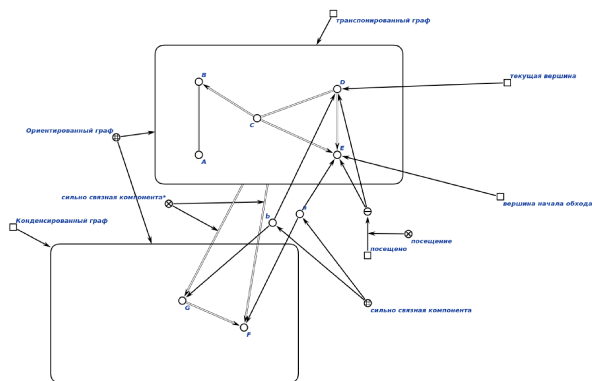 транспонированный граф
B
D
текущая вершина
C
Ориентированный граф
E
A
сильно связная компонента*
вершина начала обхода
Конденсированный граф
b
посещение
посещено
G
сильно связная компонента
F